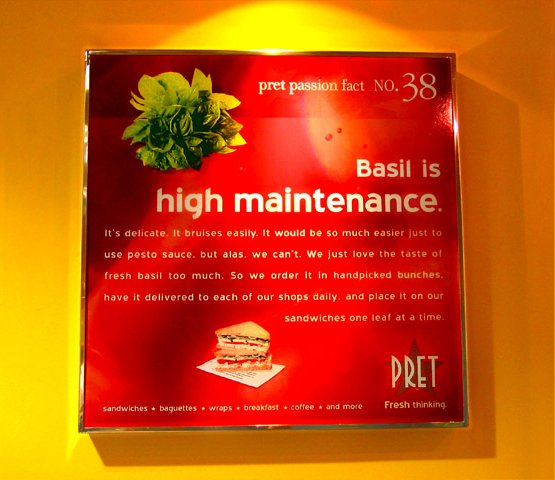 pret passion fact NO. 38
Basil is
high maintenance.
It's delicate. It bruises easily. It would be so much easier just to
use pesto sauce, but alas, we can't. We just love the taste of
fresh basil too much. So we order it in handpicked bunches,
have it delivered to each of our shops daily, and place it on our
sandwiches one leaf at a time.
PRET
sandwiches ★ baguettes ★ wraps ★ breakfast ★ coffee ★ and more
Fresh thinking.